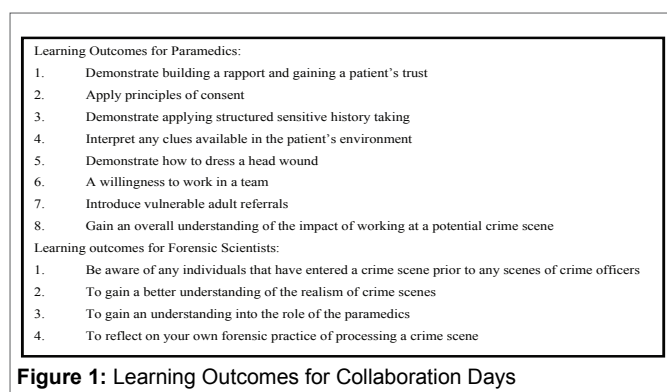 Learning Outcomes for Paramedics:
1. Demonstrate building a rapport and gaining a patient's trust
2. Apply principles of consent
3. Demonstrate applying structured sensitive history taking
4. Interpret any clues available in the patient's environment
5. Demonstrate how to dress a head wound
6. A willingness to work in a team
7. Introduce vulnerable adult referrals
8. Gain an overall understanding of the impact of working at a potential crime scene
Learning outcomes for Forensic Scientists:
1. Be aware of any individuals that have entered a crime scene prior to any scenes of crime officers
2. To gain a better understanding of the realism of crime scenes
3. To gain an understanding into the role of the paramedics
4. To reflect on your own forensic practice of processing a crime scene
Figure 1: Learning Outcomes for Collaboration Days